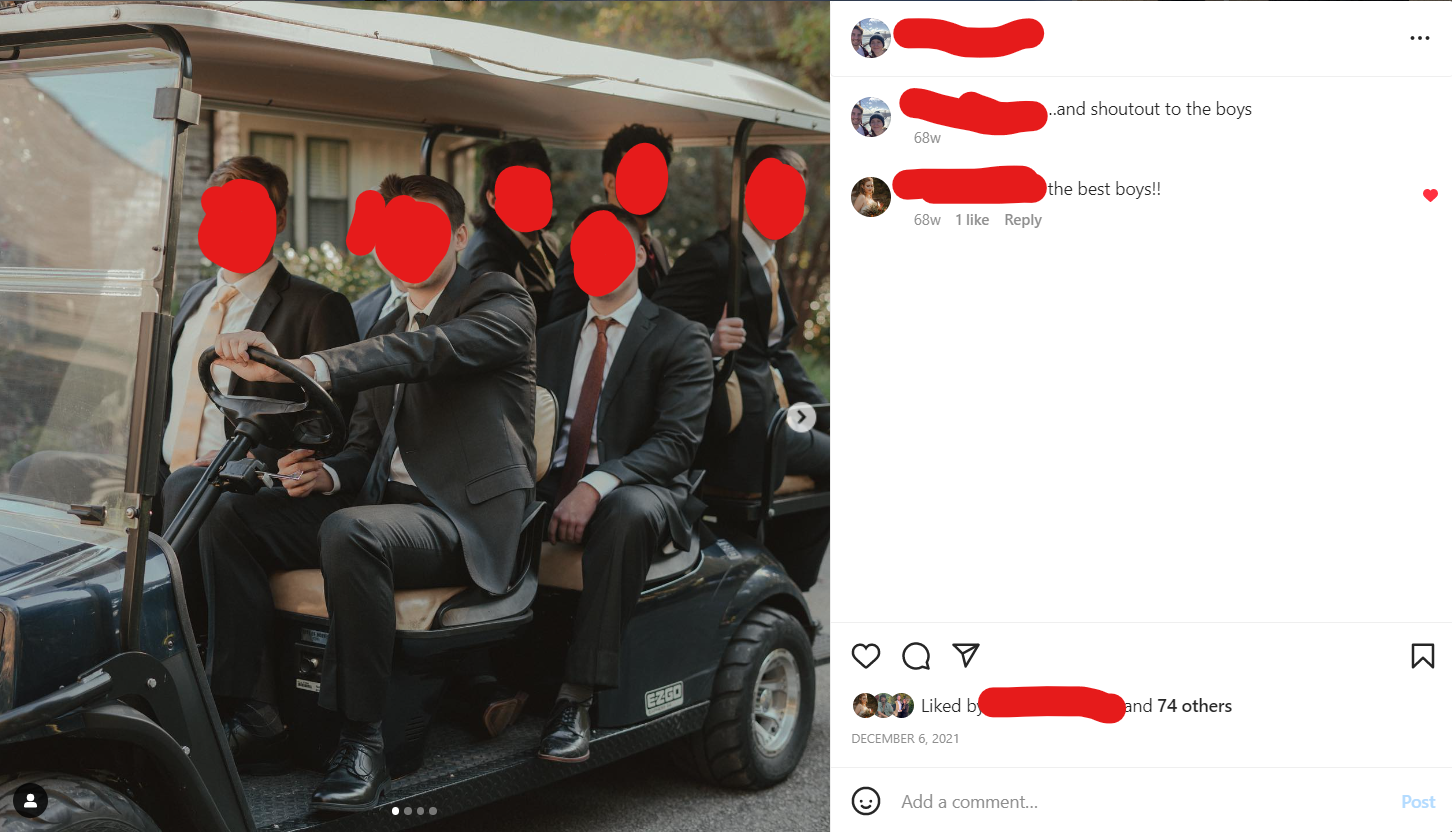 ..and shoutout to the boys
68w
the best boys!!
68w 1 like Reply
E-Z-GO
Liked by and 74 others
DECEMBER 6, 2021
Add a comment... Post